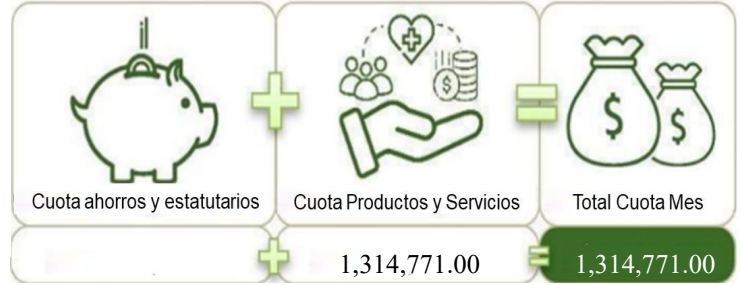 Cuota ahorros y estatutarios
Cuota Productos y Servicios
Total Cuota Mes
1,314,771.00
1,314,771.00